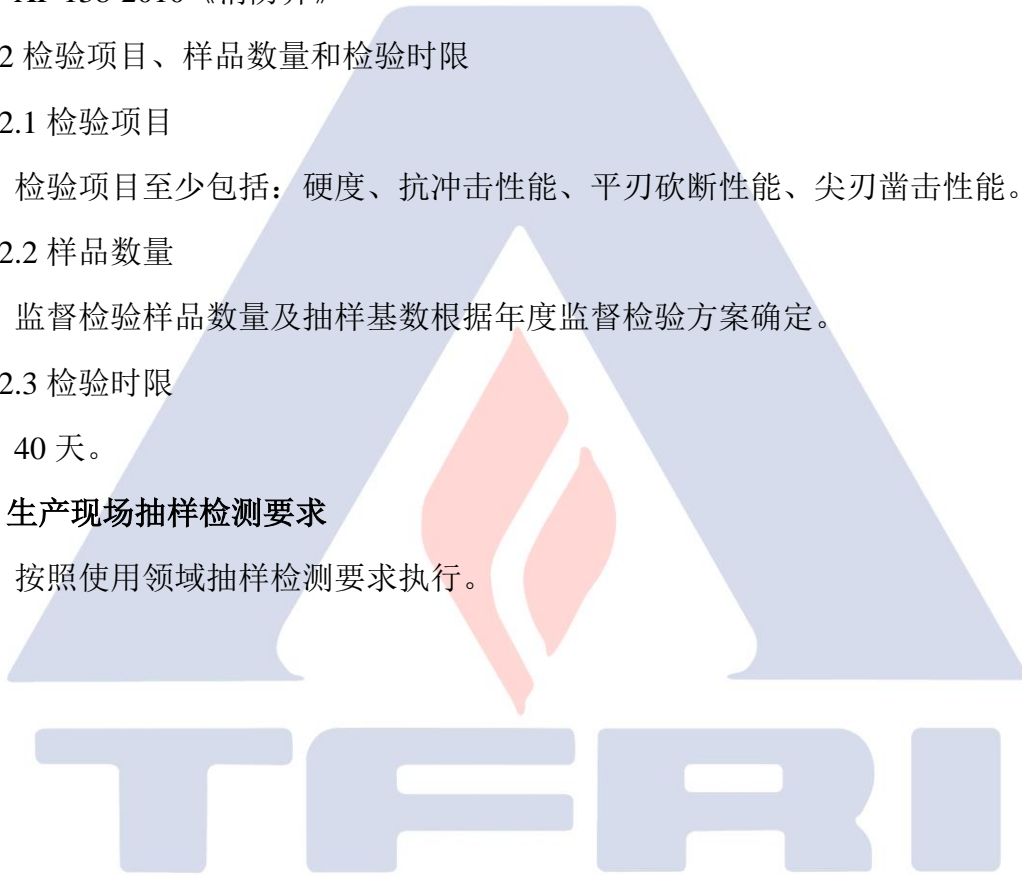 2 检验项目、样品数量和检验时限
2.1 检验项目
检验项目至少包括：硬度、抗冲击性能、平刃砍断性能、尖刃凿击性能。
2.2 样品数量
监督检验样品数量及抽样基数根据年度监督检验方案确定。
2.3 检验时限
40 天。
生产现场抽样检测要求
按照使用领域抽样检测要求执行。
TFRI